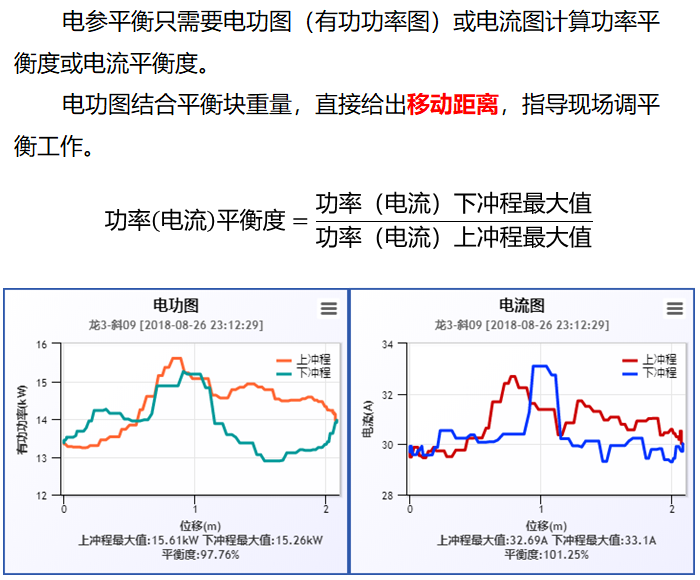 电参平衡只需要电功图（有功功率图）或电流图计算功率平
衡度或电流平衡度。
电功图结合平衡块重量，直接给出移动距离，指导现场调平
衡工作。
功率(电流)平衡度＝功率（电流）下冲程最大值
功率（电流）上冲程最大值
电功图
龙3-斜09 [2018-08-26 23:12:29]
上冲程
下冲程
有功功率(kW)
16
15
14
13
12
0 1 2
位移(m)
上冲程最大值:15.61kW 下冲程最大值:15.26kW
平衡度:97.76%
电流图
龙3-斜09 [2018-08-26 23:12:29]
上冲程
下冲程
电流(A)
34
32
30
28
0 1 2
位移(m)
上冲程最大值:32.69A 下冲程最大值:33.1A
平衡度:101.25%